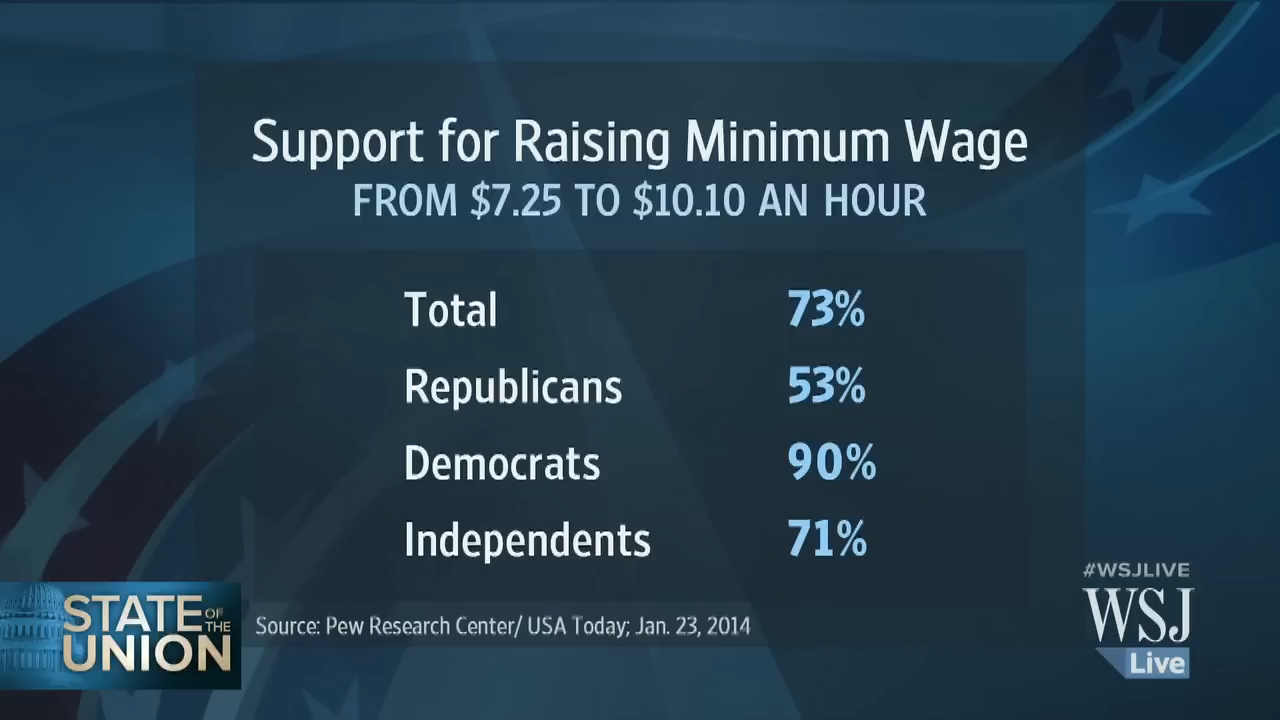 Support for Raising Minimum Wage
FROM $7.25 TO $10.10 AN HOUR
Total 73%
Republicans 53%
Democrats 90%
Independents 71%
Source: Pew Research Center/ USA Today; Jan. 23, 2014
STATE OF THE
UNION
#WSJLIVE
WSJ
Live